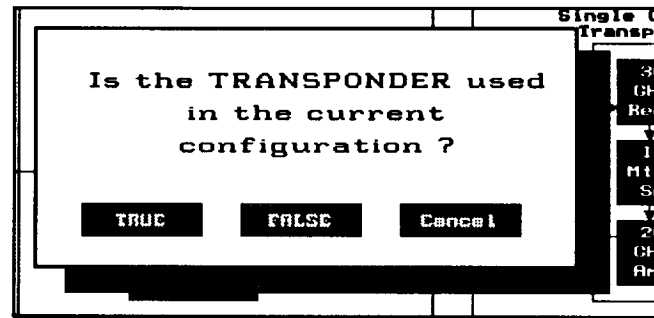 Single
Transp
Is the TRANSPONDER used
in the current
configuration ?
TRUE
FALSE
Cancel